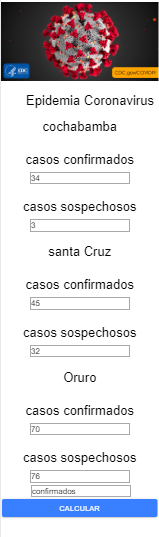 CDC
CDC.gov/COVID19
Epidemia Coronavirus
cochabamba
casos confirmados
34
casos sospechosos
3
santa Cruz
casos confirmados
45
casos sospechosos
32
Oruro
casos confirmados
70
casos sospechosos
76
confirmados
CALCULAR